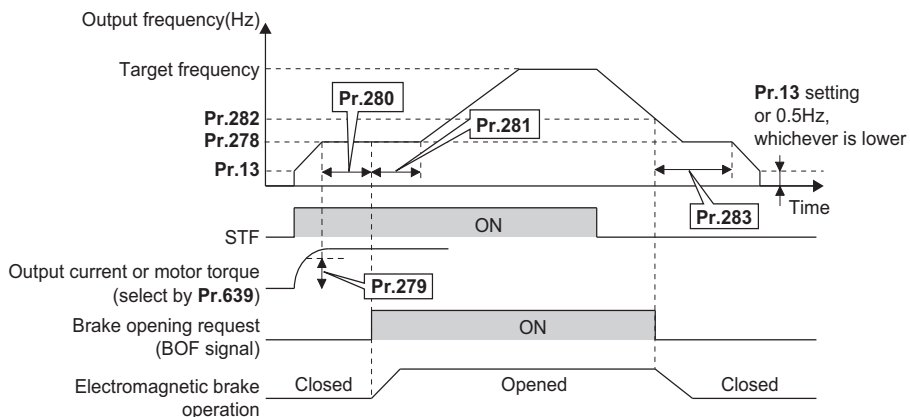 Output frequency(Hz)
Target frequency
Pr.280
Pr.13 setting
or 0.5Hz,
whichever is lower
Pr.282
Pr.281
Pr.278
Pr.13
Time
Pr.283
STF
ON
Output current or motor torque
(select by Pr.639)
Pr.279
Brake opening request
(BOF signal)
ON
Electromagnetic brake
operation
Closed
Opened
Closed